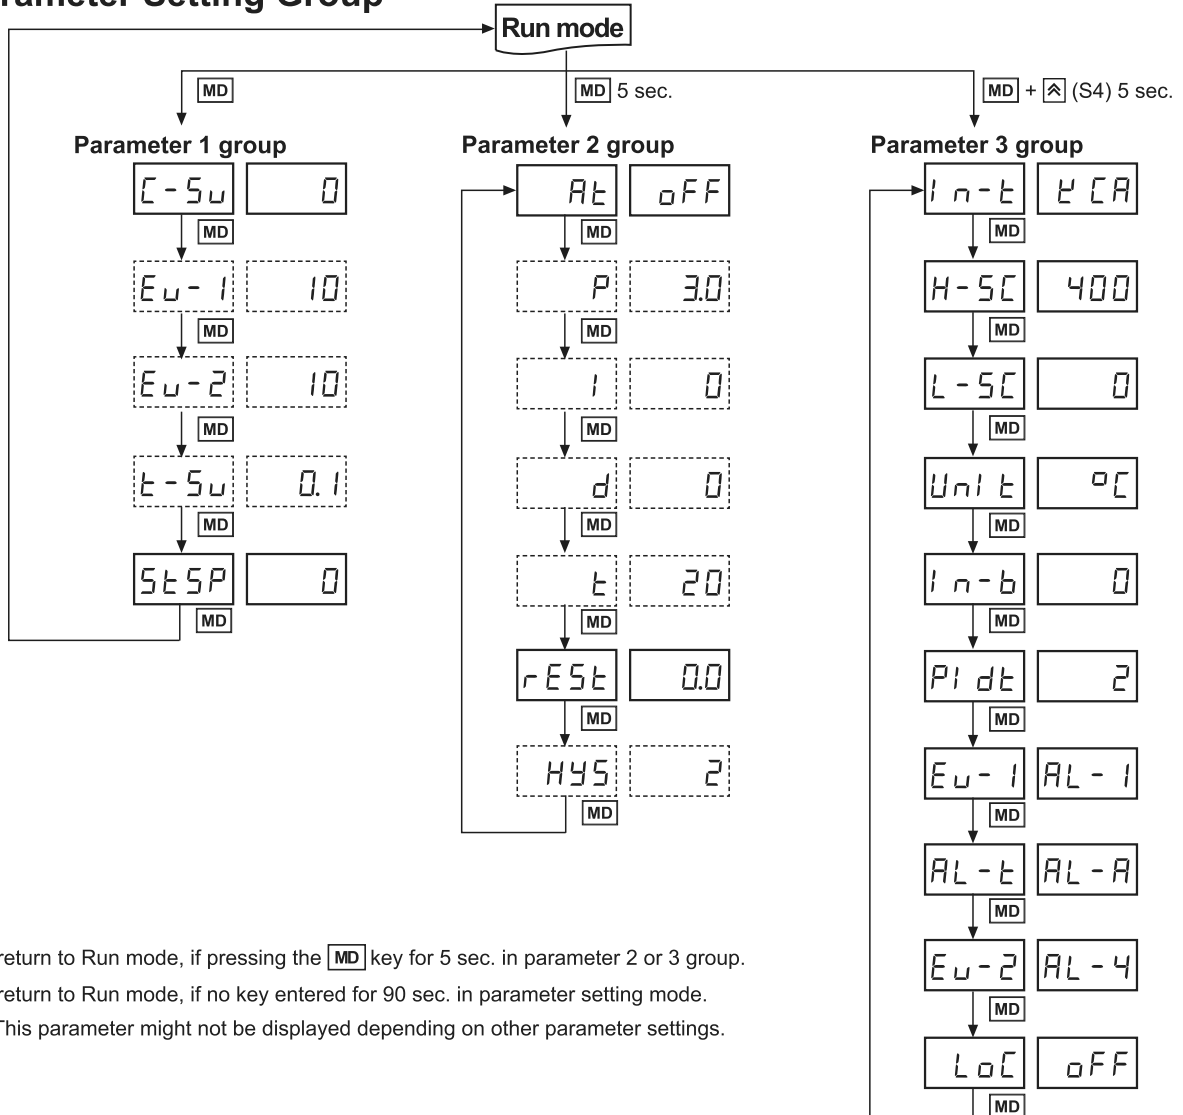 rameter Setting Group
Run mode
MD
MD 5 sec.
MD + (S4) 5 sec.
Parameter 1 group
C-Su 0
MD
Eu-1 10
MD
Eu-2 10
MD
t-Su 0.1
MD
StSP 0
MD
Parameter 2 group
At oFF
MD
P 3.0
MD
I 0
MD
d 0
MD
t 20
MD
rESt 0.0
MD
HYS 2
MD
Parameter 3 group
In-t KCA
MD
H-SC 400
MD
L-SC 0
MD
UnIt °C
MD
In-b 0
MD
PIdt 2
MD
Eu-1 AL-1
MD
AL-t AL-A
MD
Eu-2 AL-4
MD
LoC oFF
MD
return to Run mode, if pressing the MD key for 5 sec. in parameter 2 or 3 group.
return to Run mode, if no key entered for 90 sec. in parameter setting mode.
This parameter might not be displayed depending on other parameter settings.